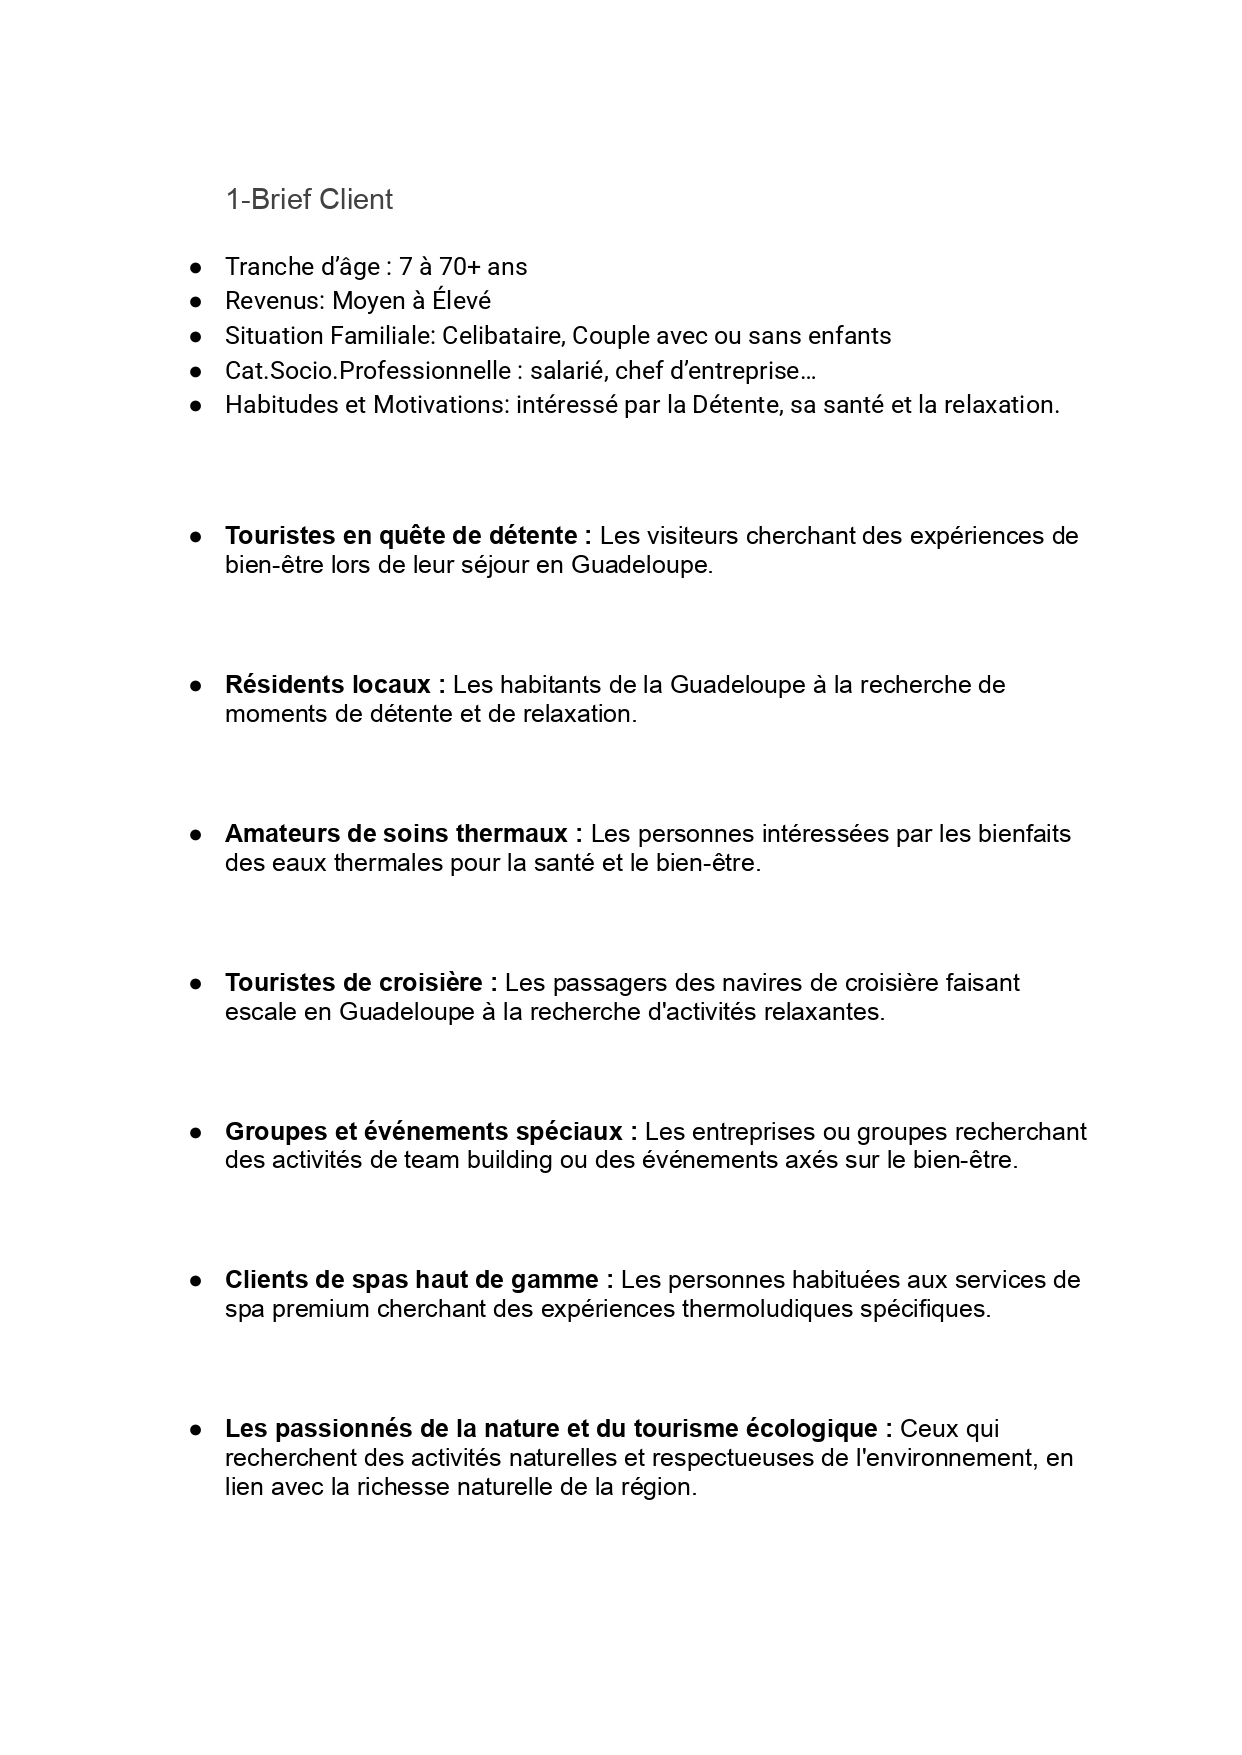 1-Brief Client
● Tranche d’âge : 7 à 70+ ans
● Revenus: Moyen à Élevé
● Situation Familiale: Celibataire, Couple avec ou sans enfants
● Cat.Socio.Professionnelle : salarié, chef d’entreprise…
● Habitudes et Motivations: intéressé par la Détente, sa santé et la relaxation.
● Touristes en quête de détente : Les visiteurs cherchant des expériences de
bien-être lors de leur séjour en Guadeloupe.
● Résidents locaux : Les habitants de la Guadeloupe à la recherche de
moments de détente et de relaxation.
● Amateurs de soins thermaux : Les personnes intéressées par les bienfaits
des eaux thermales pour la santé et le bien-être.
● Touristes de croisière : Les passagers des navires de croisière faisant
escale en Guadeloupe à la recherche d'activités relaxantes.
● Groupes et événements spéciaux : Les entreprises ou groupes recherchant
des activités de team building ou des événements axés sur le bien-être.
● Clients de spas haut de gamme : Les personnes habituées aux services de
spa premium cherchant des expériences thermoludiques spécifiques.
● Les passionnés de la nature et du tourisme écologique : Ceux qui
recherchent des activités naturelles et respectueuses de l'environnement, en
lien avec la richesse naturelle de la région.